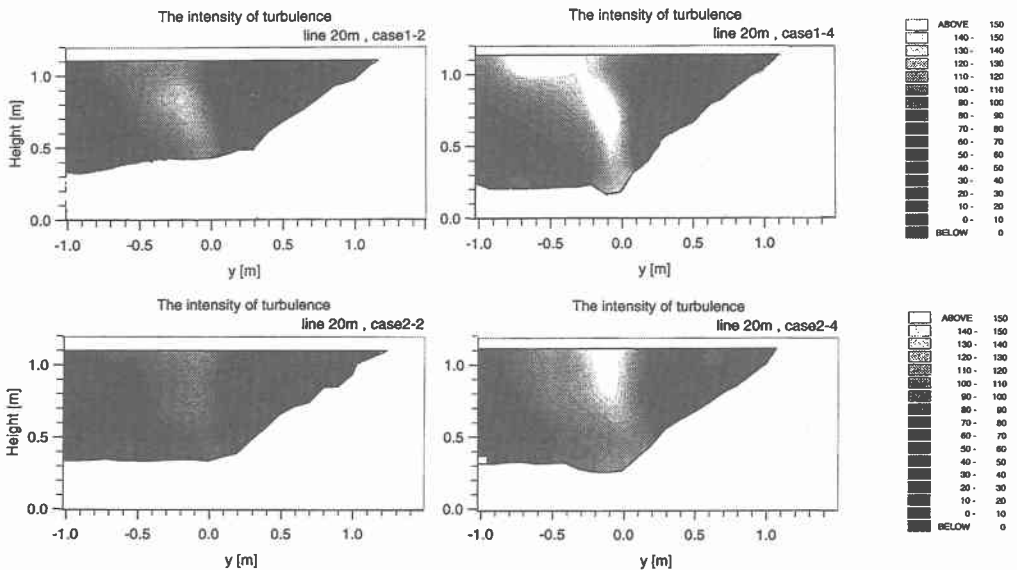 The intensity of turbulence
line 20m , case1-2
Height [m]
1.0
0.5
0.0
-1.0 -0.5 0.0 0.5 1.0 1.5
y [m]
The intensity of turbulence
line 20m , case1-4
1.0
0.5
0.0
-1.0 -0.5 0.0 0.5 1.0 1.5
y [m]
ABOVE 150
140 - 150
130 - 140
120 - 130
110 - 120
100 - 110
90 - 100
80 - 90
70 - 80
60 - 70
50 - 60
40 - 50
30 - 40
20 - 30
10 - 20
0 - 10
BELOW 0
The intensity of turbulence
line 20m , case2-2
Height [m]
1.0
0.5
0.0
-1.0 -0.5 0.0 0.5 1.0 1.5
y [m]
The intensity of turbulence
line 20m , case2-4
1.0
0.5
0.0
-1.0 -0.5 0.0 0.5 1.0 1.5
y [m]
ABOVE 150
140 - 150
130 - 140
120 - 130
110 - 120
100 - 110
90 - 100
80 - 90
70 - 80
60 - 70
50 - 60
40 - 50
30 - 40
20 - 30
10 - 20
0 - 10
BELOW 0